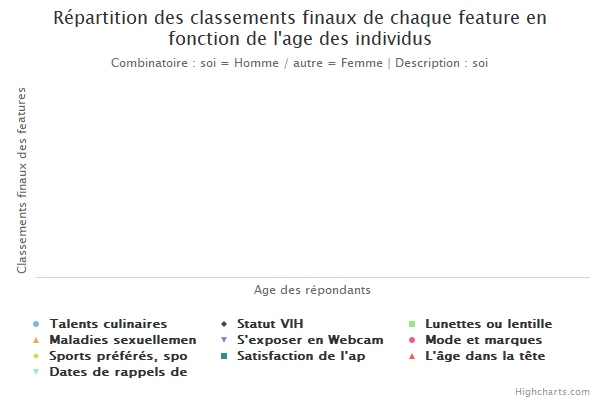 Répartition des classements finaux de chaque feature en
fonction de l'age des individus
Combinatoire : soi = Homme / autre = Femme | Description : soi
Classements finaux des features
Age des répondants
Talents culinaires
Statut VIH
Lunettes ou lentille
Maladies sexuellemen
S'exposer en Webcam
Mode et marques
Sports préférés, spo
Satisfaction de l'ap
L'âge dans la tête
Dates de rappels de
Highcharts.com